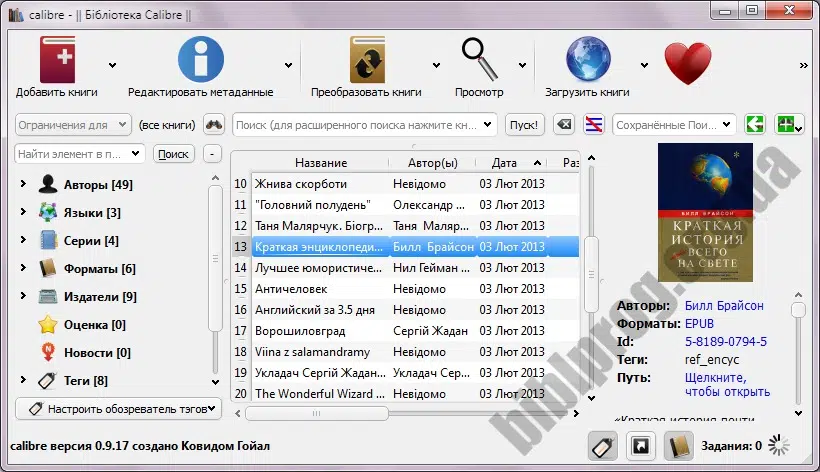 calibre - || Бібліотека Calibre ||
Добавить книги
Редактировать метаданные
Преобразовать книги
Просмотр
Загрузить книги
»
Ограничения для
(все книги)
Поиск (для расширенного поиска нажмите кн...
Пуск!
Сохранённые Пои...
Найти элемент в п...
Поиск
-
Авторы [49]
Языки [3]
Серии [4]
Форматы [6]
Издатели [9]
Оценка [0]
Новости [0]
Теги [8]
Настроить обозреватель тэгов
Название Автор(ы) Дата Раз
10 Жнива скорботи Невідомо 03 Лют 2013
11 "Головний полудень" Олександр ... 03 Лют 2013
12 Таня Малярчук. Біогр... Таня Маляр... 03 Лют 2013
13 Краткая энциклопеди... Билл Брайсон 03 Лют 2013
14 Лучшее юмористиче... Нил Гейман ... 03 Лют 2013
15 Античеловек Невідомо 03 Лют 2013
16 Английский за 3.5 дня Невідомо 03 Лют 2013
17 Ворошиловград Сергій Жадан 03 Лют 2013
18 Viina z salamandramy Невідомо 03 Лют 2013
19 Укладач Сергій Жадан... Укладач Сер... 03 Лют 2013
20 The Wonderful Wizard ... Невідомо 03 Лют 2013
БИЛЛ БРАЙСОН
КРАТКАЯ
ИСТОРИЯ
ВСЕГО
НА СВЕТЕ
Авторы: Билл Брайсон
Форматы: EPUB
Id: 5-8189-0794-5
Теги: ref_encyc
Путь: Щелкните,
чтобы открыть
«Краткая история почти
calibre версия 0.9.17 создано Ковидом Гойал
Задания: 0